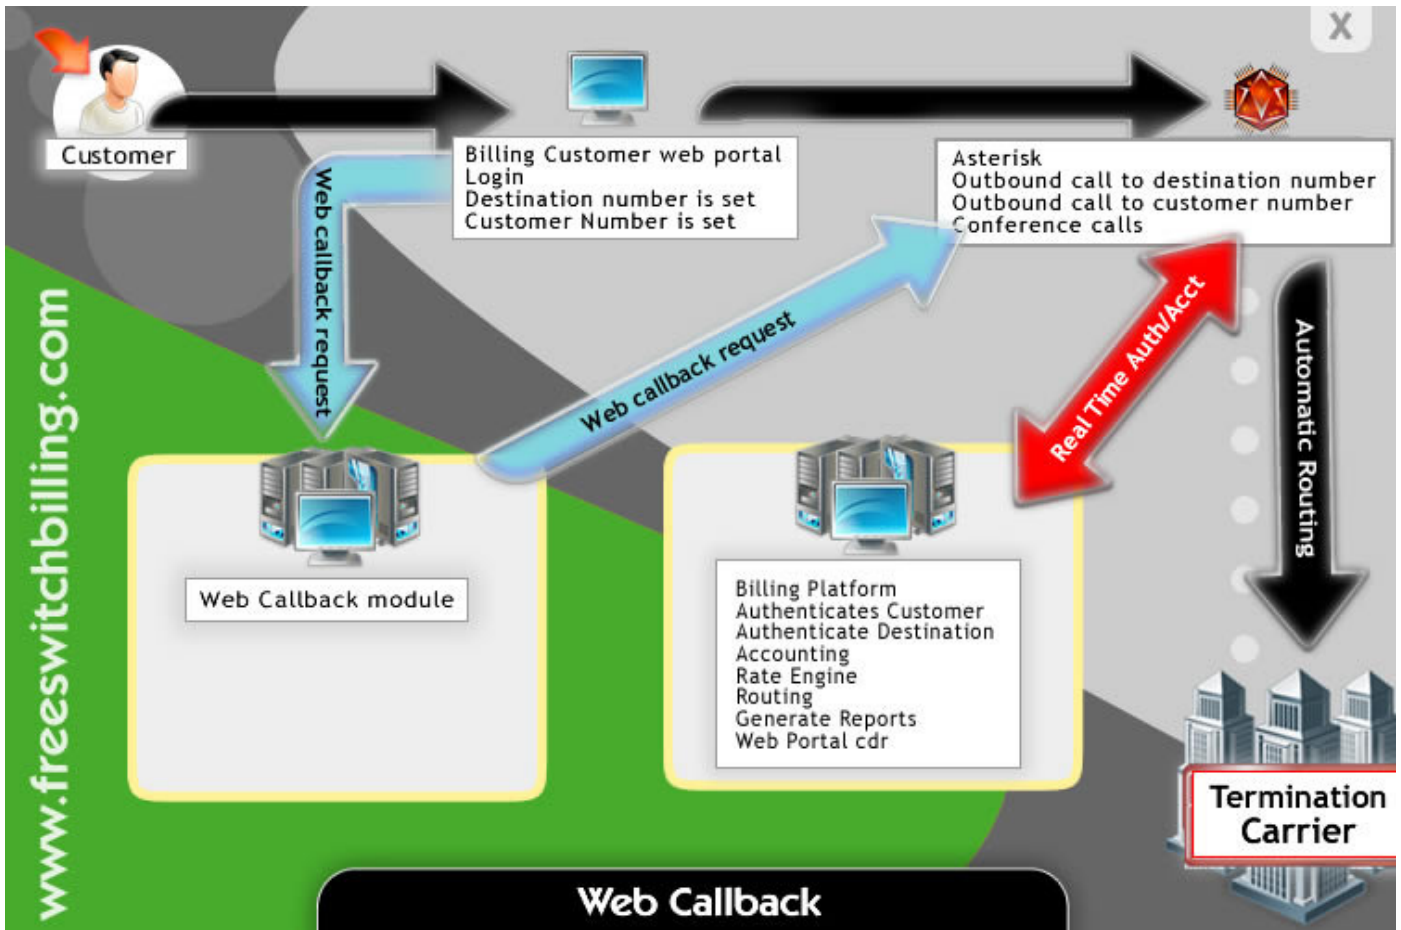 X
Customer
Billing Customer web portal
Login
Destination number is set
Customer Number is set
Asterisk
Outbound call to destination number
Outbound call to customer number
Conference calls
Web callback request
Web callback request
Real Time Auth/Acct
Automatic Routing
www.freeswitchbilling.com
Web Callback module
Billing Platform
Authenticates Customer
Authenticate Destination
Accounting
Rate Engine
Routing
Generate Reports
Web Portal cdr
Termination
Carrier
Web Callback